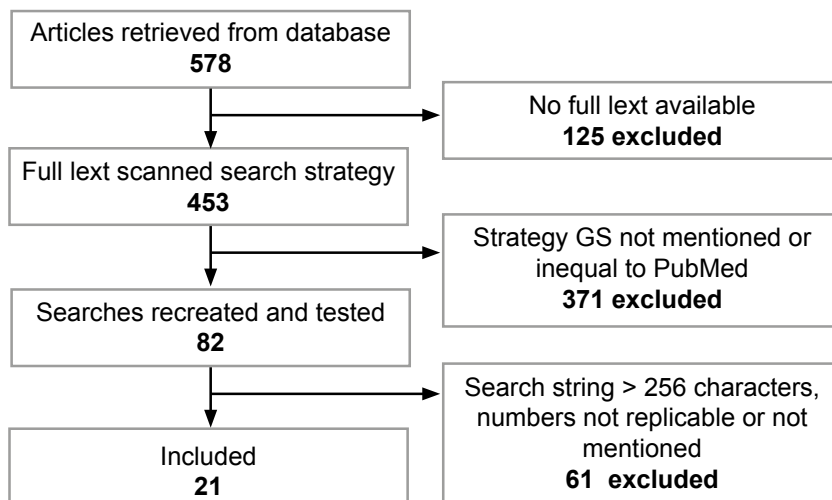 Articles retrieved from database
578
No full lext available
125 excluded
Full lext scanned search strategy
453
Strategy GS not mentioned or
inequal to PubMed
371 excluded
Searches recreated and tested
82
Search string > 256 characters,
numbers not replicable or not
mentioned
61 excluded
Included
21